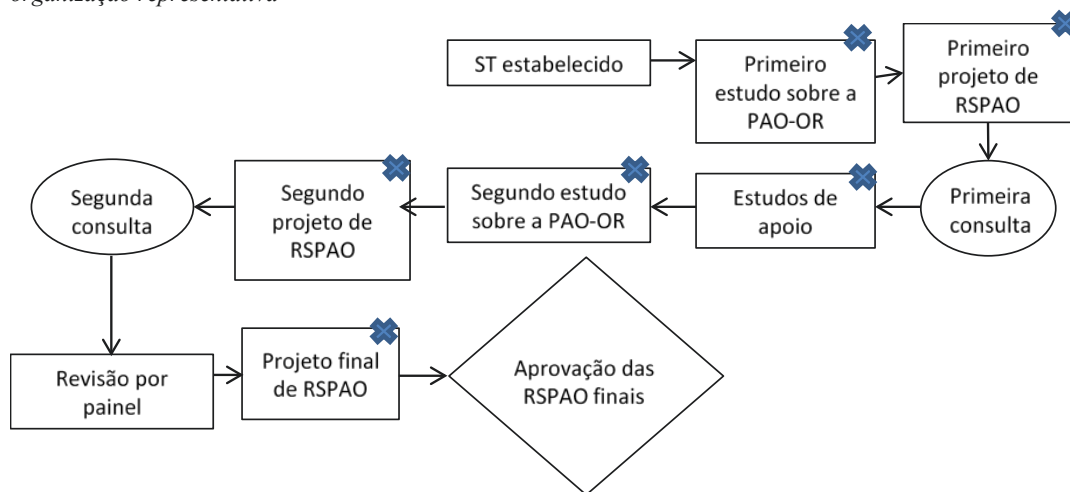 organização representativa
ST estabelecido
Primeiro
estudo sobre a
PAO-OR
Primeiro
projeto de
RSPAO
Primeira
consulta
Estudos de
apoio
Segundo estudo
sobre a PAO-OR
Segundo
projeto de
RSPAO
Segunda
consulta
Revisão por
painel
Projeto final
de RSPAO
Aprovação das
RSPAO finais